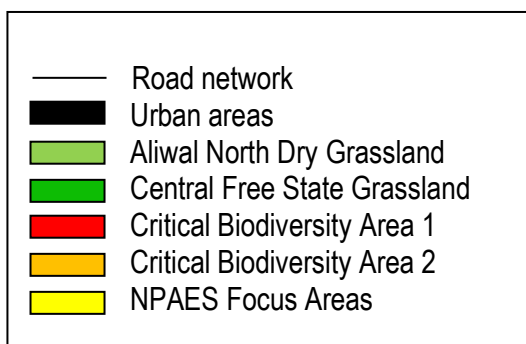 Road network
Urban areas
Aliwal North Dry Grassland
Central Free State Grassland
Critical Biodiversity Area 1
Critical Biodiversity Area 2
NPAES Focus Areas